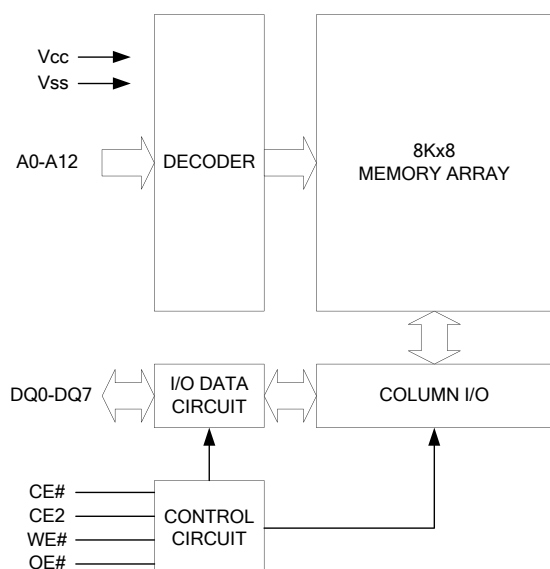 Vcc
Vss
A0-A12
DECODER
8Kx8
MEMORY ARRAY
DQ0-DQ7
I/O DATA
CIRCUIT
COLUMN I/O
CE#
CE2
WE#
OE#
CONTROL
CIRCUIT